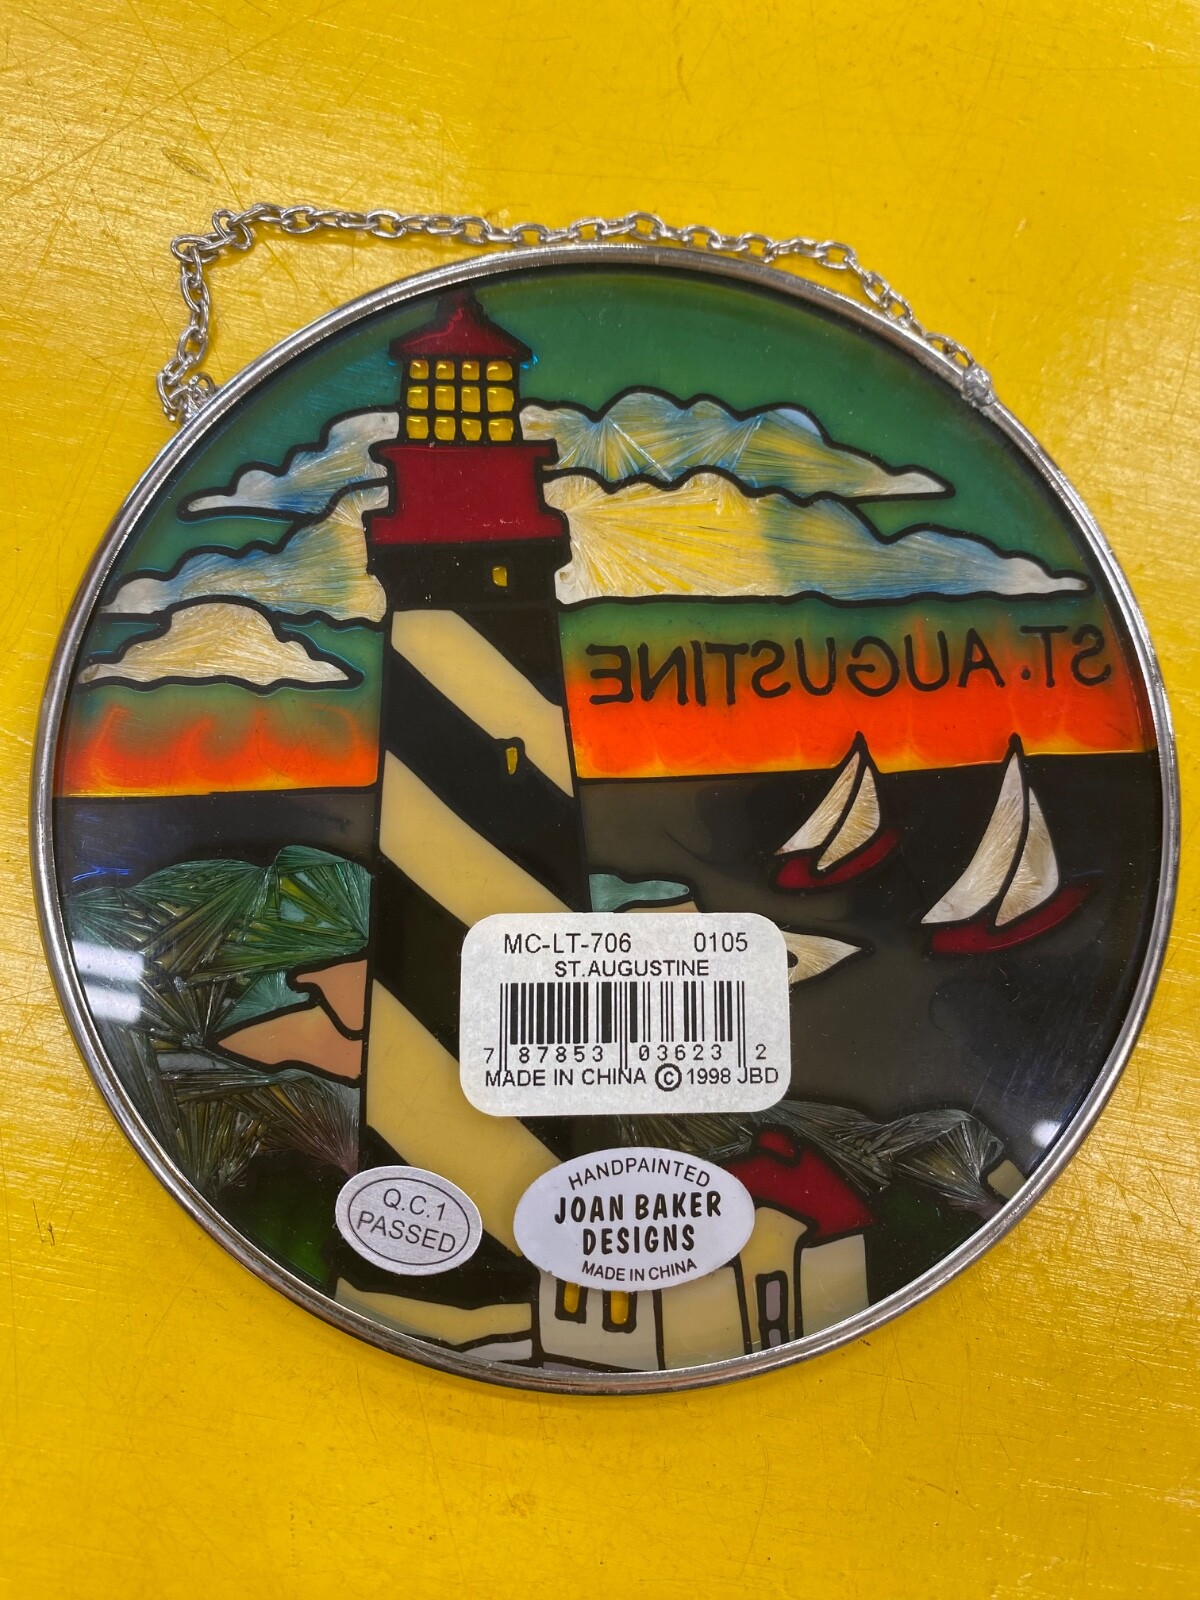 ST. AUGUSTINE
MC-LT-706 0105
ST.AUGUSTINE
7 87853 03623 2
MADE IN CHINA © 1998 JBD
Q.C.1
PASSED
HANDPAINTED
JOAN BAKER
DESIGNS
MADE IN CHINA